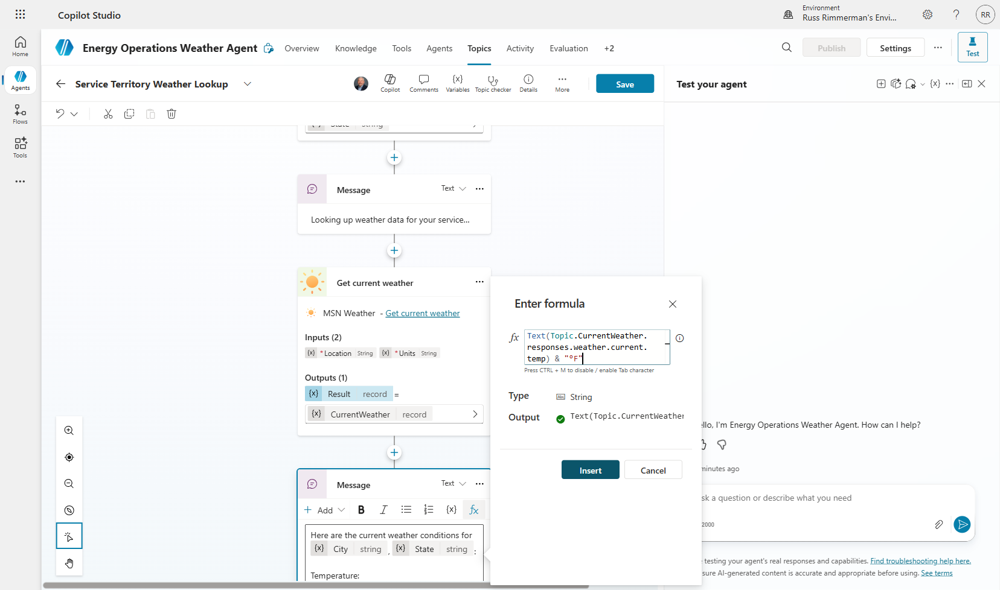 Copilot Studio
Environment
Russ Rimmerman's Envi...
RR
Home
Agents
Flows
Tools
Energy Operations Weather Agent
Overview
Knowledge
Tools
Agents
Topics
Activity
Evaluation
+2
Publish
Settings
Test
Service Territory Weather Lookup
Copilot
Comments
Variables
Topic checker
Details
More
Save
Test your agent
State string
Message
Text
Looking up weather data for your service...
Get current weather
MSN Weather - Get current weather
Inputs (2)
{x} * Location String {x} * Units String
Outputs (1)
{x} Result record =
{x} CurrentWeather record
Message
Text
Add B I {x} fx
Here are the current weather conditions for
{x} City string , {x} State string :
Temperature:
Enter formula
fx
Text(Topic.CurrentWeather.
responses.weather.current.
temp) & "°F"
Press CTRL + M to disable / enable Tab character
Type
String
Output
Text(Topic.CurrentWeather
Insert
Cancel
llo, I'm Energy Operations Weather Agent. How can I help?
minutes ago
sk a question or describe what you need
2000
testing your agent's real responses and capabilities. Find troubleshooting help here.
sure AI-generated content is accurate and appropriate before using. See terms